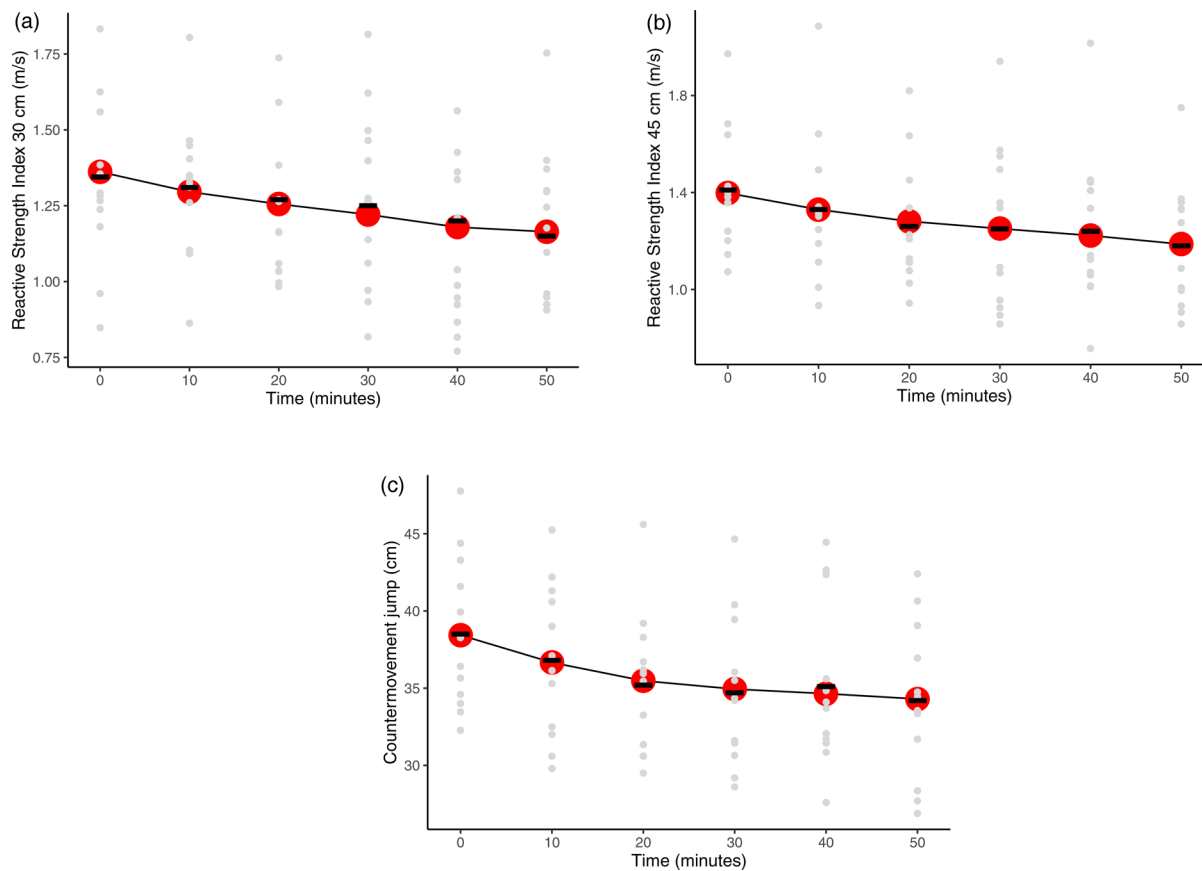 (a)
Reactive Strength Index 30 cm (m/s)
1.75
1.50
1.25
1.00
0.75
0 10 20 30 40 50
Time (minutes)
(b)
Reactive Strength Index 45 cm (m/s)
1.8
1.4
1.0
0 10 20 30 40 50
Time (minutes)
(c)
Countermovement jump (cm)
45
40
35
30
0 10 20 30 40 50
Time (minutes)